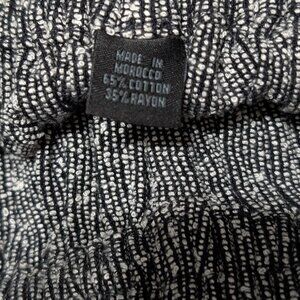 MADE IN
MOROCCO
65% COTTON
35% RAYON